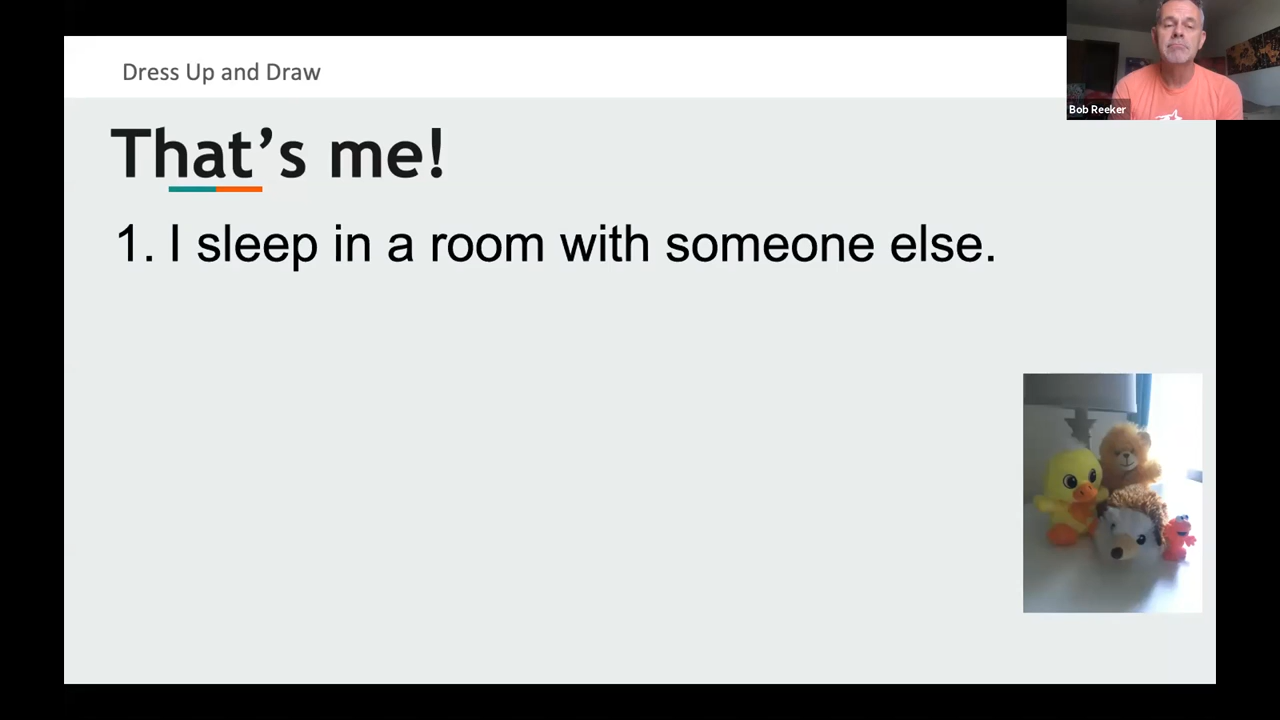 Dress Up and Draw
Bob Reeker
That's me!
1. I sleep in a room with someone else.